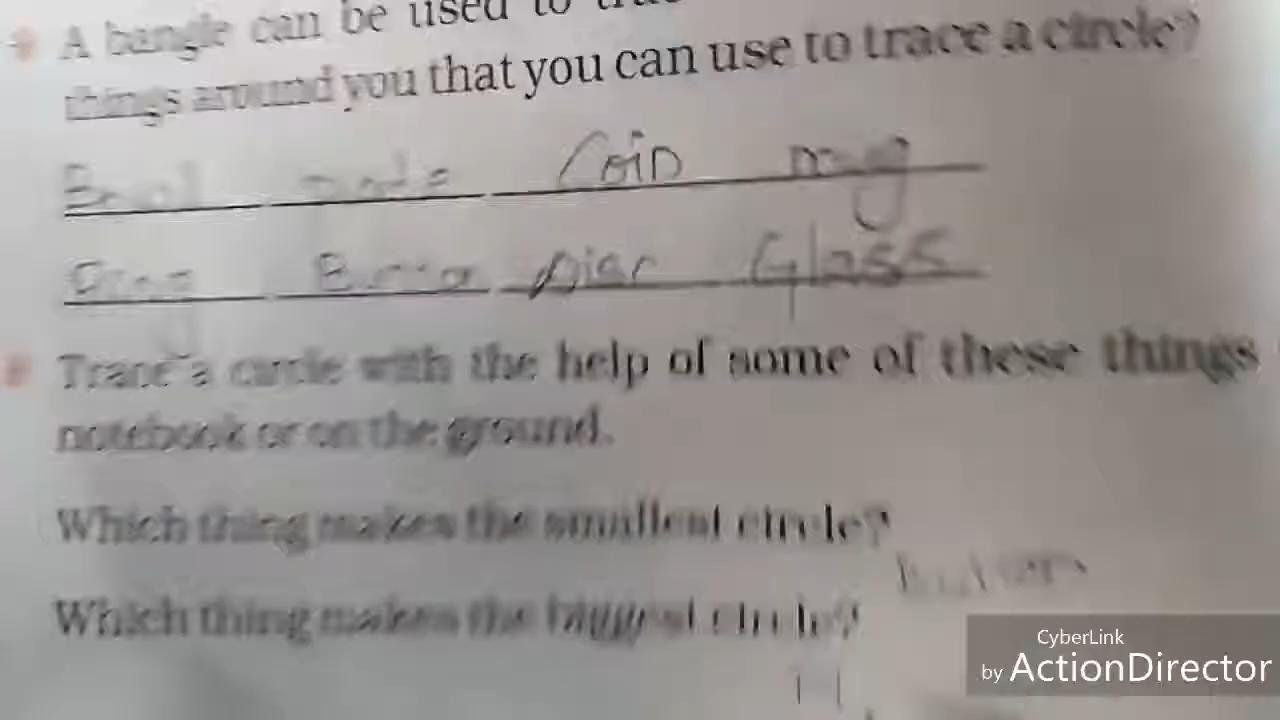 A bangle can be used to
things around you that you can use to trace a circle?
Coin mug
Disc Glass
Trace a circle with the help of some of these things
notebook or on the ground.
Which thing makes the smallest circle?
Which thing makes the biggest circle?
CyberLink
by ActionDirector